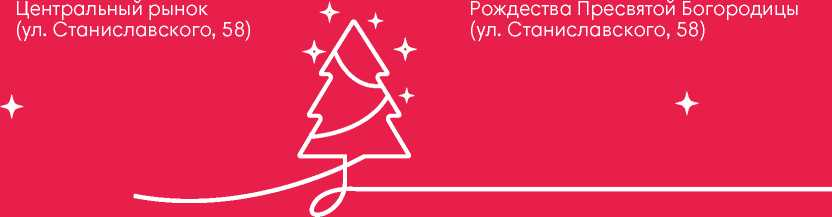 Центральный рынок
(ул. Станиславского, 58)
Рождества Пресвятой Богородицы
(ул. Станиславского, 58)